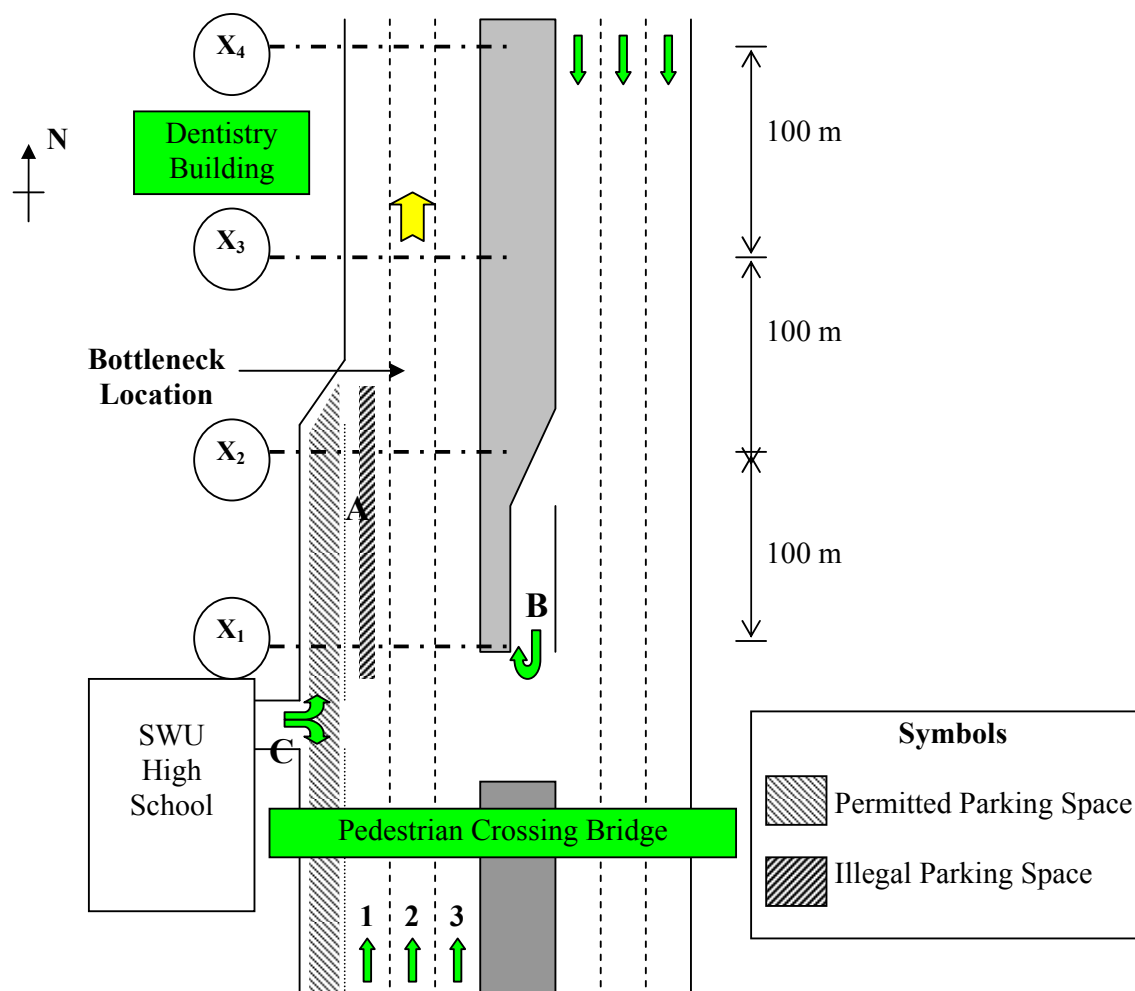 X4
Dentistry
Building
N
100 m
X3
Bottleneck
Location
100 m
X2
A
100 m
B
X1
SWU
High
School
C
Symbols
Permitted Parking Space
Illegal Parking Space
Pedestrian Crossing Bridge
1 2 3